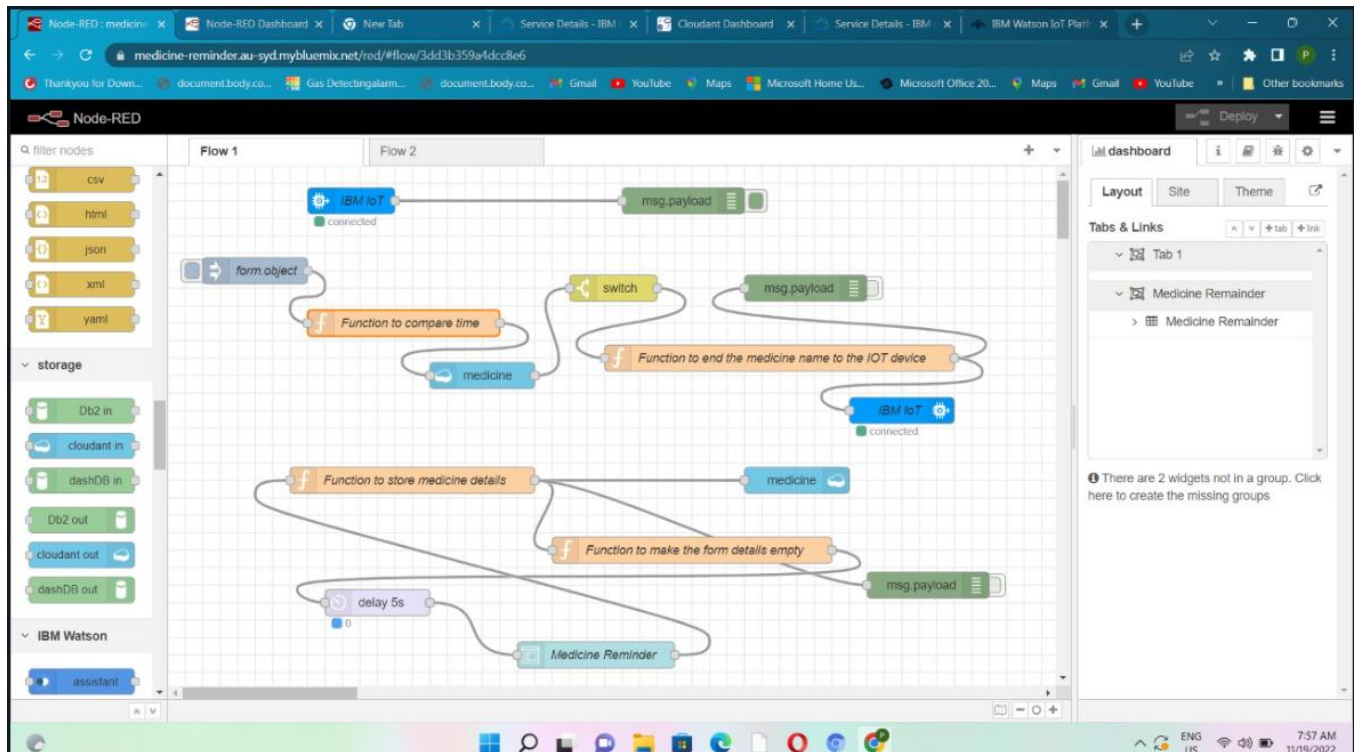 Node-RED : medicine
Node-RED Dashboard
New Tab
Service Details - IBM
Cloudant Dashboard
Service Details - IBM
IBM Watson IoT Platf
medicine-reminder.au-syd.mybluemix.net/red/#flow/3dd3b359a4dcc8e6
P
Thankyou for Down...
document.body.co...
Gas Detectingalarm...
document.body.co...
Gmail
YouTube
Maps
Microsoft Home Us...
Microsoft Office 20...
Maps
Gmail
YouTube
»
Other bookmarks
Node-RED
Deploy
filter nodes
csv
html
json
xml
yaml
storage
Db2 in
cloudant in
dashDB in
Db2 out
cloudant out
dashDB out
IBM Watson
assistant
Flow 1
Flow 2
IBM IoT
connected
msg.payload
form.object
Function to compare time
medicine
switch
msg.payload
Function to end the medicine name to the IOT device
IBM IoT
connected
Function to store medicine details
medicine
Function to make the form details empty
msg.payload
delay 5s
0
Medicine Reminder
dashboard
Layout
Site
Theme
Tabs & Links
+ tab
+ link
Tab 1
Medicine Remainder
Medicine Remainder
There are 2 widgets not in a group. Click
here to create the missing groups
ENG
US
7:57 AM
11/19/2022